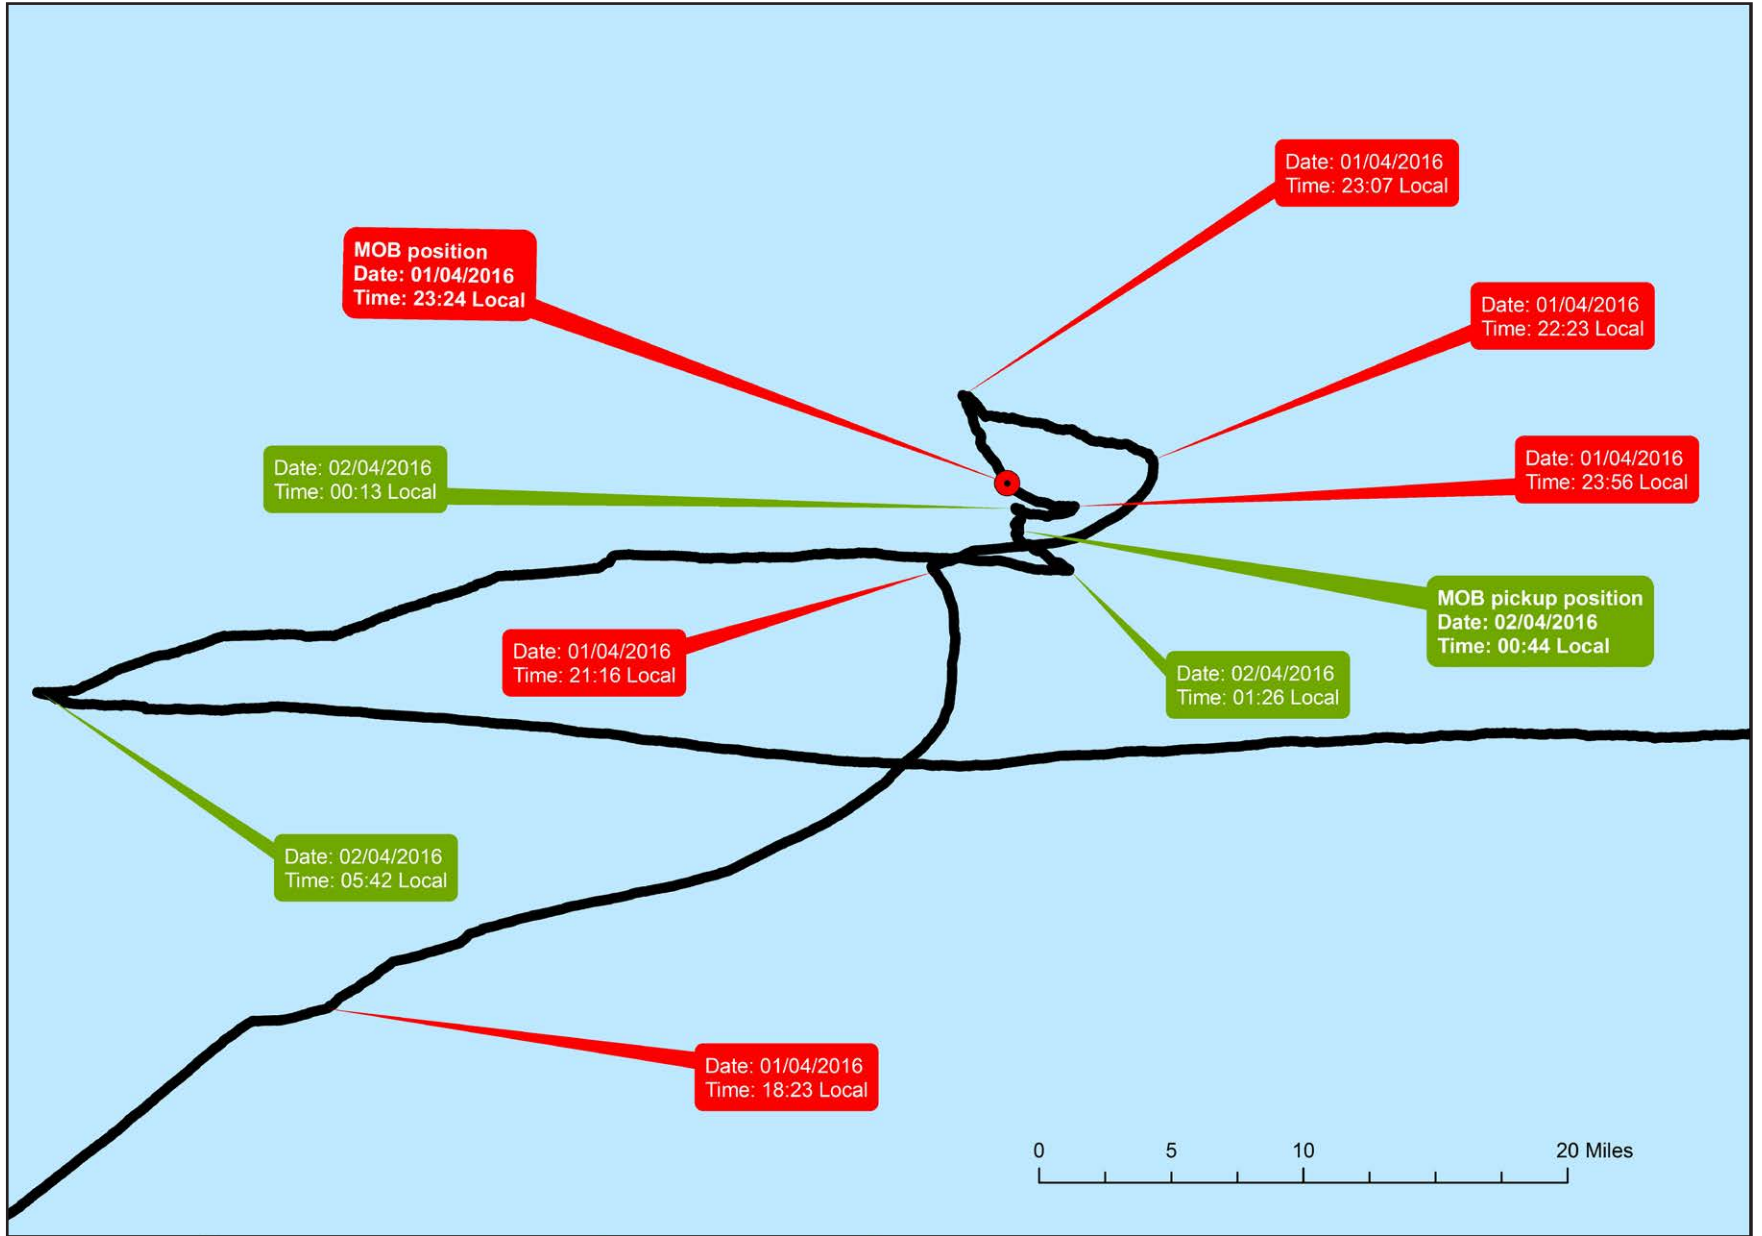 Date: 01/04/2016
Time: 23:07 Local
MOB position
Date: 01/04/2016
Time: 23:24 Local
Date: 01/04/2016
Time: 22:23 Local
Date: 02/04/2016
Time: 00:13 Local
Date: 01/04/2016
Time: 23:56 Local
MOB pickup position
Date: 02/04/2016
Time: 00:44 Local
Date: 01/04/2016
Time: 21:16 Local
Date: 02/04/2016
Time: 01:26 Local
Date: 02/04/2016
Time: 05:42 Local
Date: 01/04/2016
Time: 18:23 Local
0 5 10 20 Miles